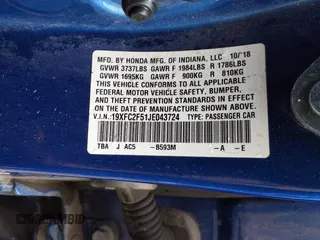 MFD. BY HONDA MFG OF INDIANA, LLC 10/'18
GVWR 3737LBS GAWR F 1984LBS R 1786LBS
GVWR 1695KG GAWR F 900KG R 810KG
THIS VEHICLE CONFORMS TO ALL APPLICABLE
FEDERAL MOTOR VEHICLE SAFETY, BUMPER,
AND THEFT PREVENTION STANDARDS IN EFFECT
ON THE DATE OF MANUFACTURE SHOWN ABOVE.
V.I.N.: 19XFC2F51JE043724 TYPE: PASSENGER CAR
TBA J AC5 -B593M -A -E